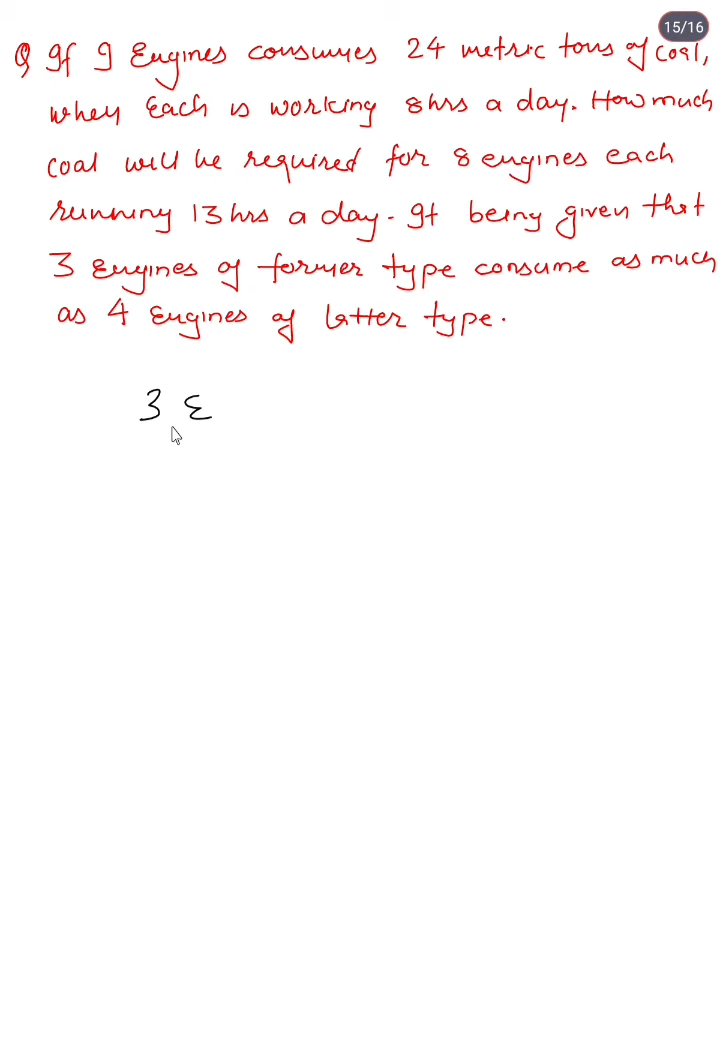 15/16
Q If 9 Engines consumes 24 metric tons of coal,
when Each is working 8hrs a day. How much
coal will be required for 8 engines each
running 13 hrs a day. It being given that
3 Engines of former type consume as much
as 4 Engines of latter type.
3 E